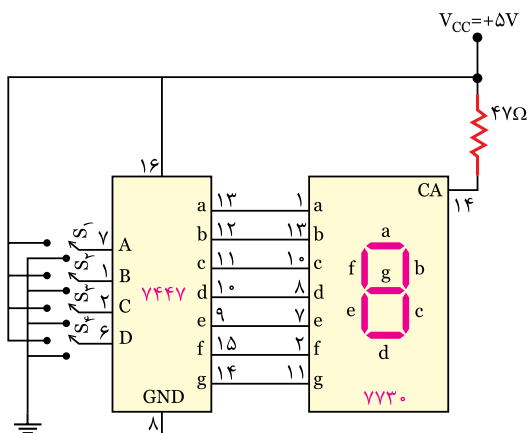 V_CC=+۵V
۴۷Ω
۱۶
CA
۱۴
a ۱۳ ۱ a
b ۱۲ ۱۳ b
c ۱۱ ۱۰ c
d ۱۰ ۸ d
e ۹ ۷ e
f ۱۵ ۲ f
g ۱۴ ۱۱ g
S۱ ۷ A
S۲ ۱ B
S۳ ۲ C
S۴ ۶ D
۷۴۴۷
GND
۸
a
f g b
e c
d
۷۷۳۰